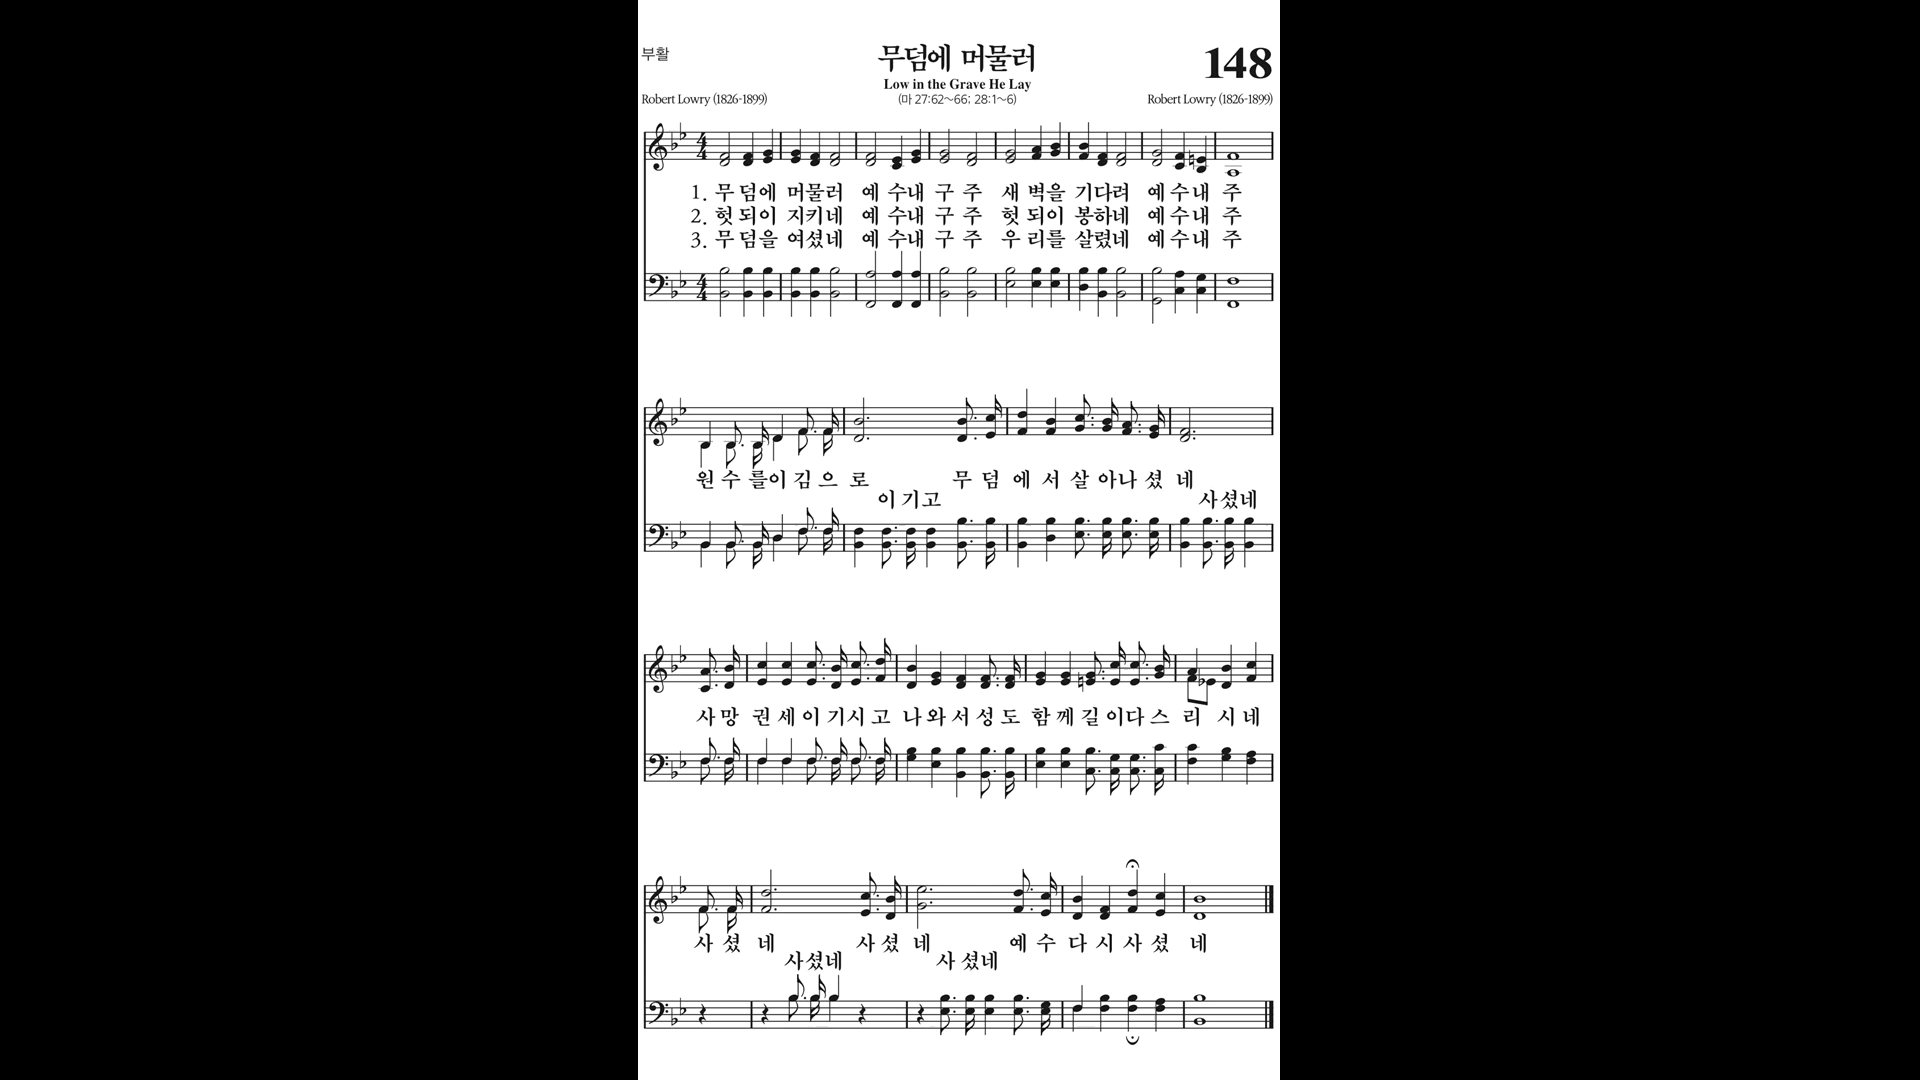 부활
무덤에 머물러
148
Low in the Grave He Lay
Robert Lowry (1826-1899)
(마 27:62~66; 28:1~6)
Robert Lowry (1826-1899)
1. 무 덤에 머물러 예 수내 구 주 새 벽을 기다려 예 수 내 주
2. 헛 되이 지키네 예 수내 구 주 헛 되이 봉하네 예 수 내 주
3. 무 덤을 여셨네 예 수내 구 주 우 리를 살렸네 예 수 내 주
원 수 를이 김 으 로 무 덤 에 서 살 아나 셨 네
이 기 고 사 셨네
사 망 권 세 이 기 시 고 나 와 서 성 도 함 께 길 이다 스 리 시 네
사 셨 네 사 셨 네 예 수 다 시 사 셨 네
사 셨네 사 셨네